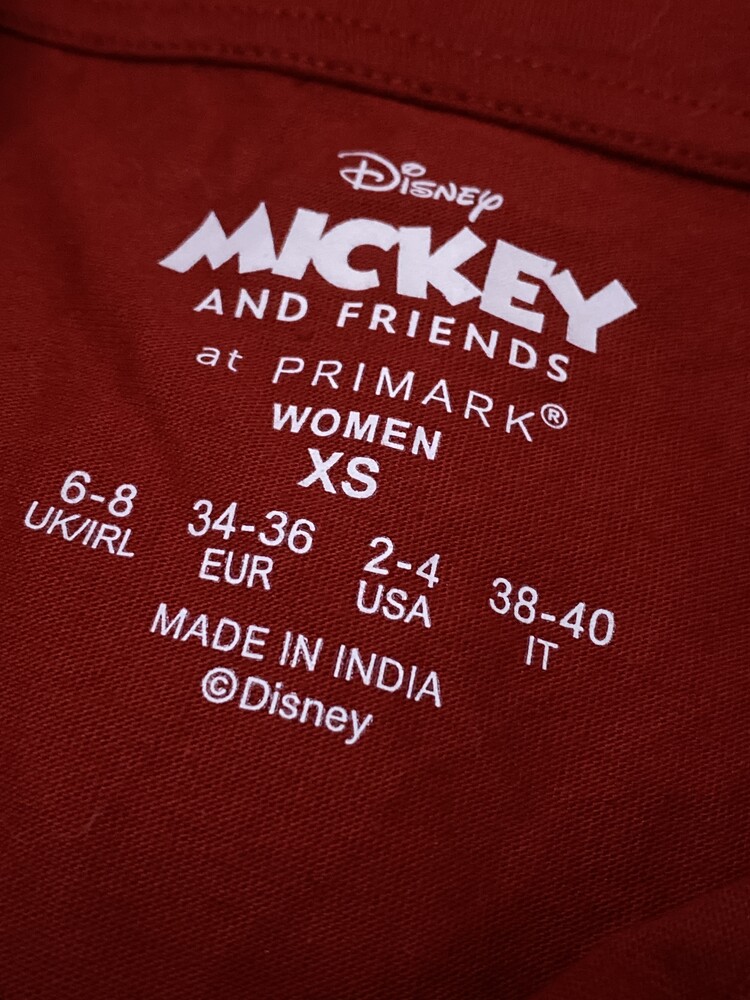 Disney
MICKEY
AND FRIENDS
at PRIMARK®
WOMEN
XS
6-8 34-36 2-4 38-40
UK/IRL EUR USA IT
MADE IN INDIA
©Disney